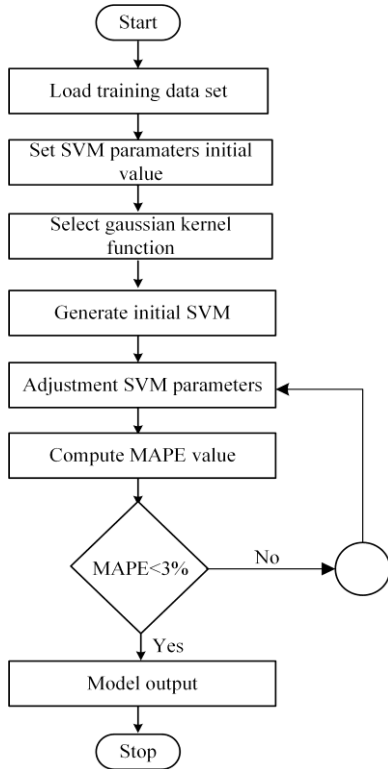 Start
Load training data set
Set SVM paramaters initial
value
Select gaussian kernel
function
Generate initial SVM
Adjustment SVM parameters
Compute MAPE value
MAPE<3%
No
Yes
Model output
Stop